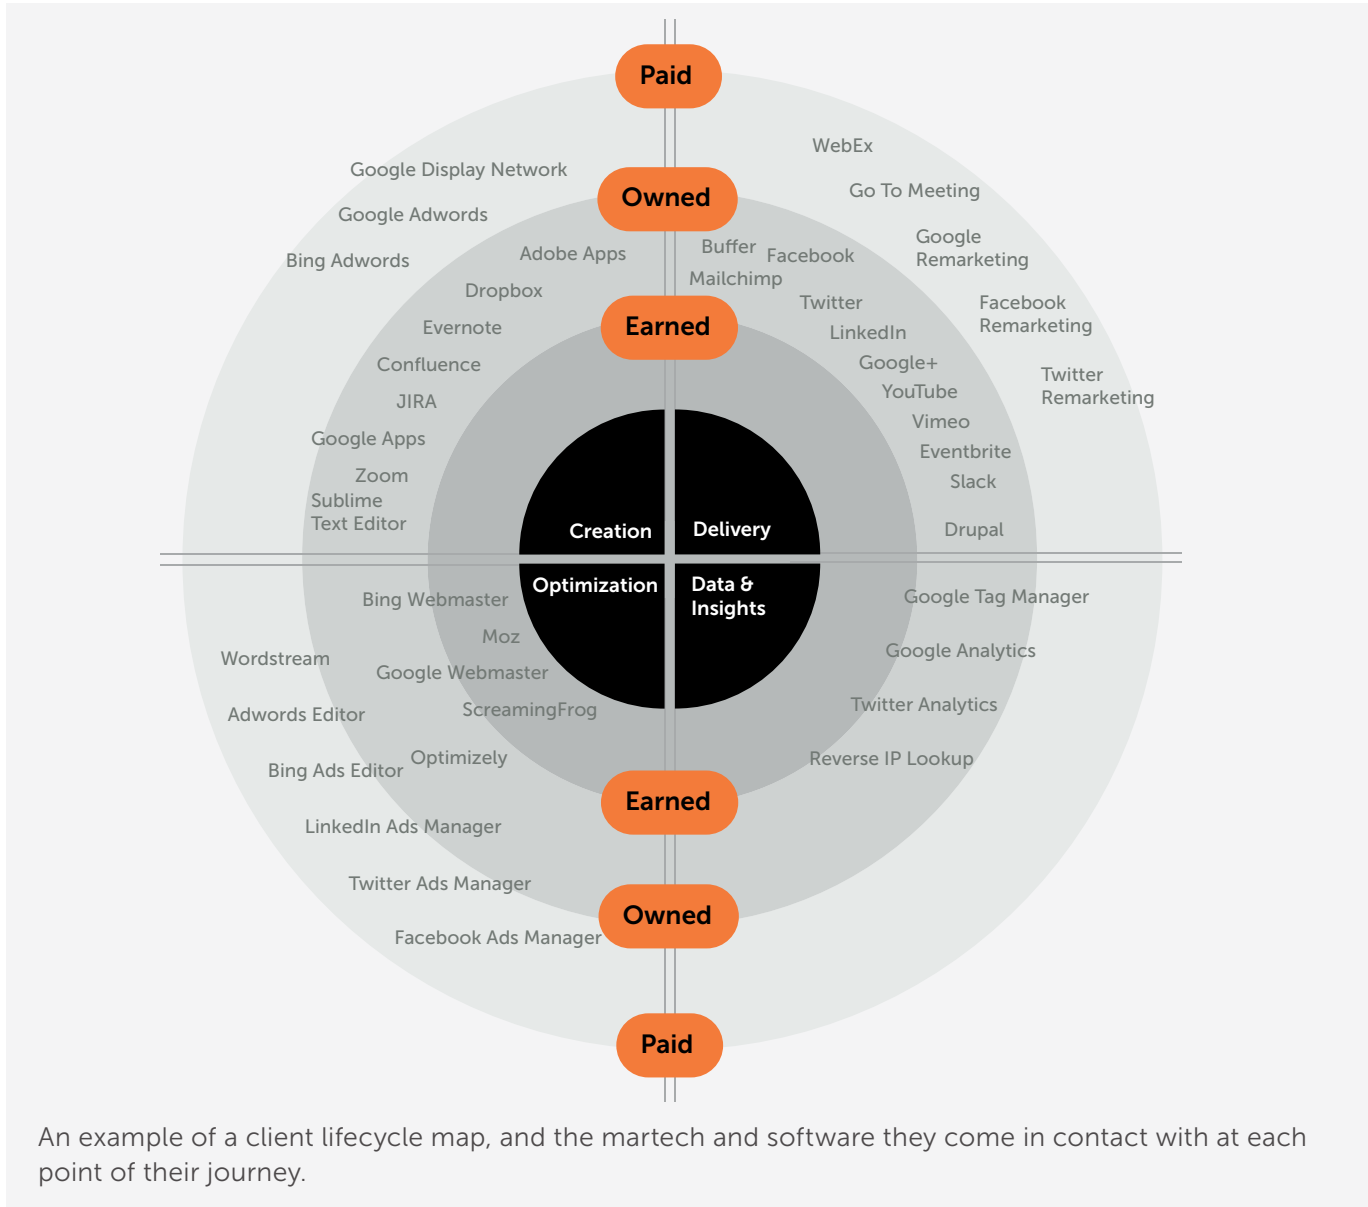 Paid
WebEx
Google Display Network
Go To Meeting
Owned
Google Adwords
Google
Remarketing
Buffer
Facebook
Adobe Apps
Bing Adwords
Mailchimp
Dropbox
Twitter
Facebook
Remarketing
Earned
Evernote
LinkedIn
Confluence
Google+
Twitter
Remarketing
YouTube
JIRA
Vimeo
Google Apps
Eventbrite
Zoom
Slack
Sublime
Text Editor
Creation
Delivery
Drupal
Optimization
Data &
Insights
Bing Webmaster
Google Tag Manager
Moz
Wordstream
Google Analytics
Google Webmaster
Adwords Editor
ScreamingFrog
Twitter Analytics
Bing Ads Editor
Optimizely
Reverse IP Lookup
Earned
LinkedIn Ads Manager
Twitter Ads Manager
Owned
Facebook Ads Manager
Paid
An example of a client lifecycle map, and the martech and software they come in contact with at each
point of their journey.